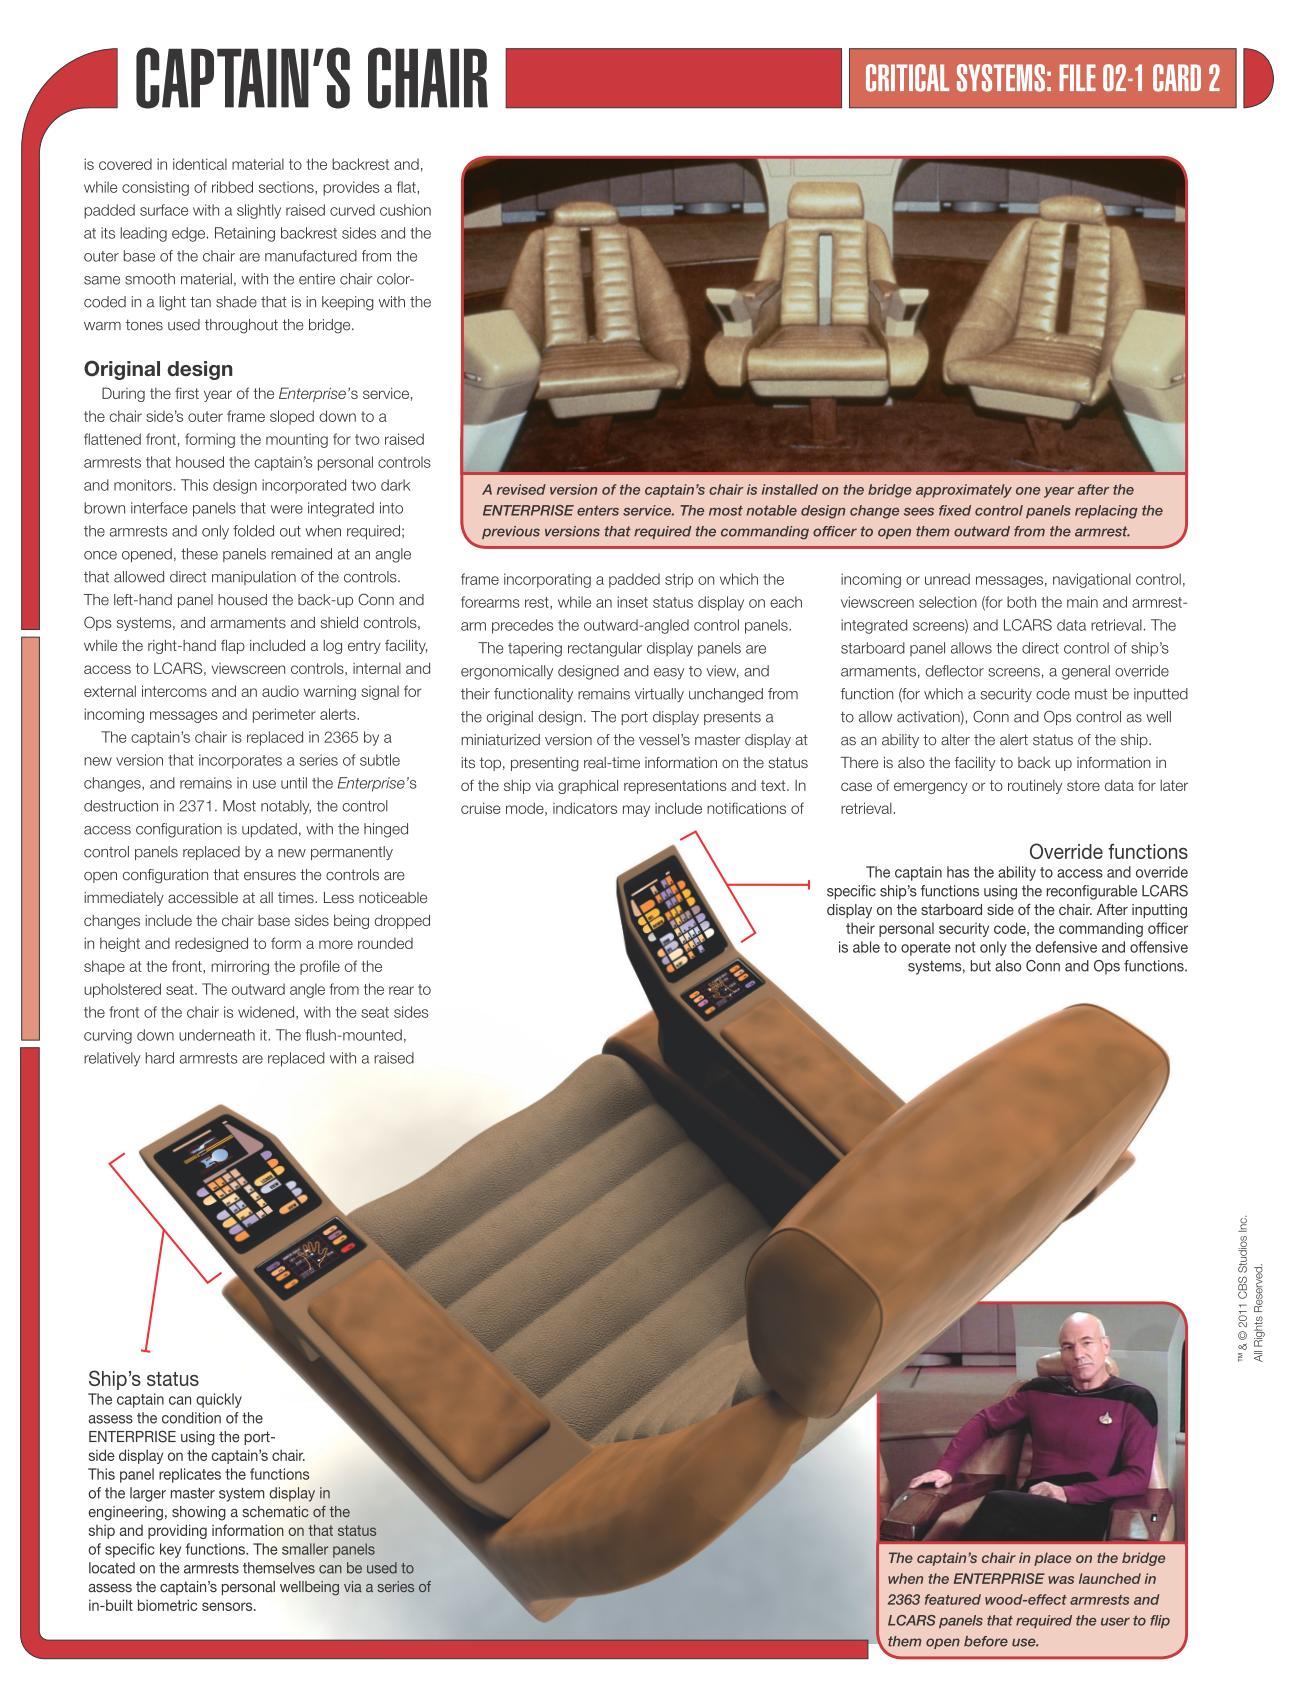 CAPTAIN'S CHAIR
CRITICAL SYSTEMS: FILE 02-1 CARD 2
is covered in identical material to the backrest and,
while consisting of ribbed sections, provides a flat,
padded surface with a slightly raised curved cushion
at its leading edge. Retaining backrest sides and the
outer base of the chair are manufactured from the
same smooth material, with the entire chair color-
coded in a light tan shade that is in keeping with the
warm tones used throughout the bridge.
Original design
During the first year of the Enterprise's service,
the chair side's outer frame sloped down to a
flattened front, forming the mounting for two raised
armrests that housed the captain's personal controls
and monitors. This design incorporated two dark
brown interface panels that were integrated into
the armrests and only folded out when required;
once opened, these panels remained at an angle
that allowed direct manipulation of the controls.
The left-hand panel housed the back-up Conn and
Ops systems, and armaments and shield controls,
while the right-hand flap included a log entry facility,
access to LCARS, viewscreen controls, internal and
external intercoms and an audio warning signal for
incoming messages and perimeter alerts.
The captain's chair is replaced in 2365 by a
new version that incorporates a series of subtle
changes, and remains in use until the Enterprise's
destruction in 2371. Most notably, the control
access configuration is updated, with the hinged
control panels replaced by a new permanently
open configuration that ensures the controls are
immediately accessible at all times. Less noticeable
changes include the chair base sides being dropped
in height and redesigned to form a more rounded
shape at the front, mirroring the profile of the
upholstered seat. The outward angle from the rear to
the front of the chair is widened, with the seat sides
curving down underneath it. The flush-mounted,
relatively hard armrests are replaced with a raised
A revised version of the captain's chair is installed on the bridge approximately one year after the
ENTERPRISE enters service. The most notable design change sees fixed control panels replacing the
previous versions that required the commanding officer to open them outward from the armrest.
frame incorporating a padded strip on which the
forearms rest, while an inset status display on each
arm precedes the outward-angled control panels.
The tapering rectangular display panels are
ergonomically designed and easy to view, and
their functionality remains virtually unchanged from
the original design. The port display presents a
miniaturized version of the vessel's master display at
its top, presenting real-time information on the status
of the ship via graphical representations and text. In
cruise mode, indicators may include notifications of
incoming or unread messages, navigational control,
viewscreen selection (for both the main and armrest-
integrated screens) and LCARS data retrieval. The
starboard panel allows the direct control of ship's
armaments, deflector screens, a general override
function (for which a security code must be inputted
to allow activation), Conn and Ops control as well
as an ability to alter the alert status of the ship.
There is also the facility to back up information in
case of emergency or to routinely store data for later
retrieval.
Override functions
The captain has the ability to access and override
specific ship's functions using the reconfigurable LCARS
display on the starboard side of the chair. After inputting
their personal security code, the commanding officer
is able to operate not only the defensive and offensive
systems, but also Conn and Ops functions.
Ship's status
The captain can quickly
assess the condition of the
ENTERPRISE using the port-
side display on the captain's chair.
This panel replicates the functions
of the larger master system display in
engineering, showing a schematic of the
ship and providing information on that status
of specific key functions. The smaller panels
located on the armrests themselves can be used to
assess the captain's personal wellbeing via a series of
in-built biometric sensors.
The captain's chair in place on the bridge
when the ENTERPRISE was launched in
2363 featured wood-effect armrests and
LCARS panels that required the user to flip
them open before use.
™ & © 2011 CBS Studios Inc.
All Rights Reserved.